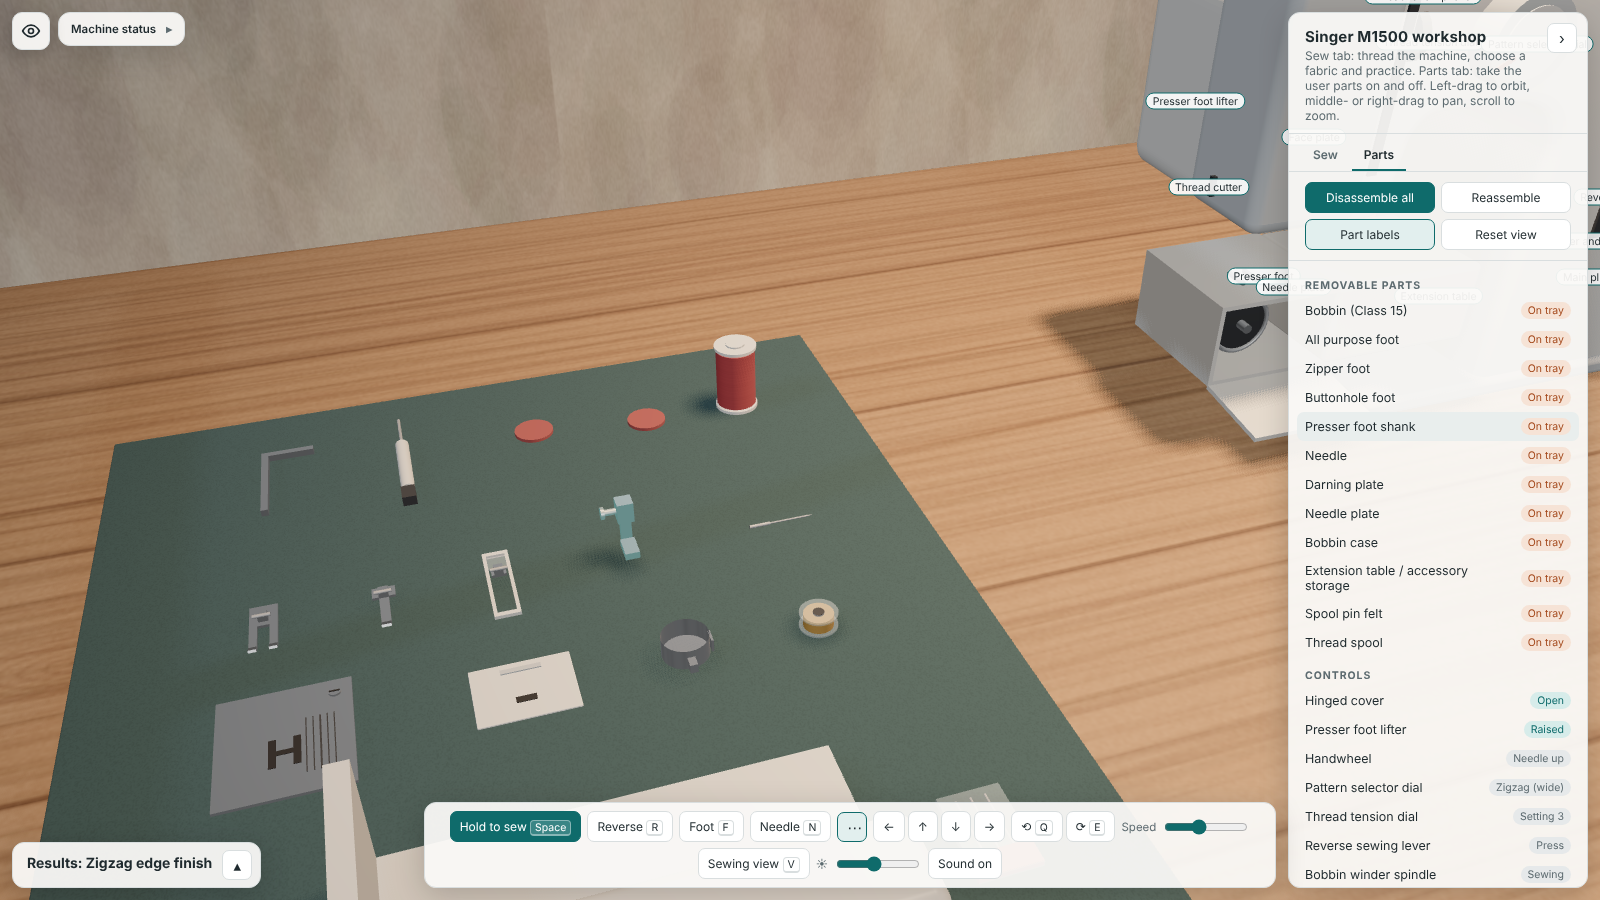 Machine status ▸
Presser foot lifter
Thread cutter
Presser foo
Needl
Singer M1500 workshop
Sew tab: thread the machine, choose a
fabric and practice. Parts tab: take the
user parts on and off. Left-drag to orbit,
middle- or right-drag to pan, scroll to
zoom.
Sew
Parts
Disassemble all
Reassemble
Part labels
Reset view
REMOVABLE PARTS
Bobbin (Class 15) On tray
All purpose foot On tray
Zipper foot On tray
Buttonhole foot On tray
Presser foot shank On tray
Needle On tray
Darning plate On tray
Needle plate On tray
Bobbin case On tray
Extension table / accessory
storage On tray
Spool pin felt On tray
Thread spool On tray
CONTROLS
Hinged cover Open
Presser foot lifter Raised
Handwheel Needle up
Pattern selector dial Zigzag (wide)
Thread tension dial Setting 3
Reverse sewing lever Press
Bobbin winder spindle Sewing
Hold to sew Space
Reverse R
Foot F
Needle N
...
← ↑ ↓ →
⟲ Q
⟳ E
Speed
Sewing view V
Sound on
Results: Zigzag edge finish ▲
H